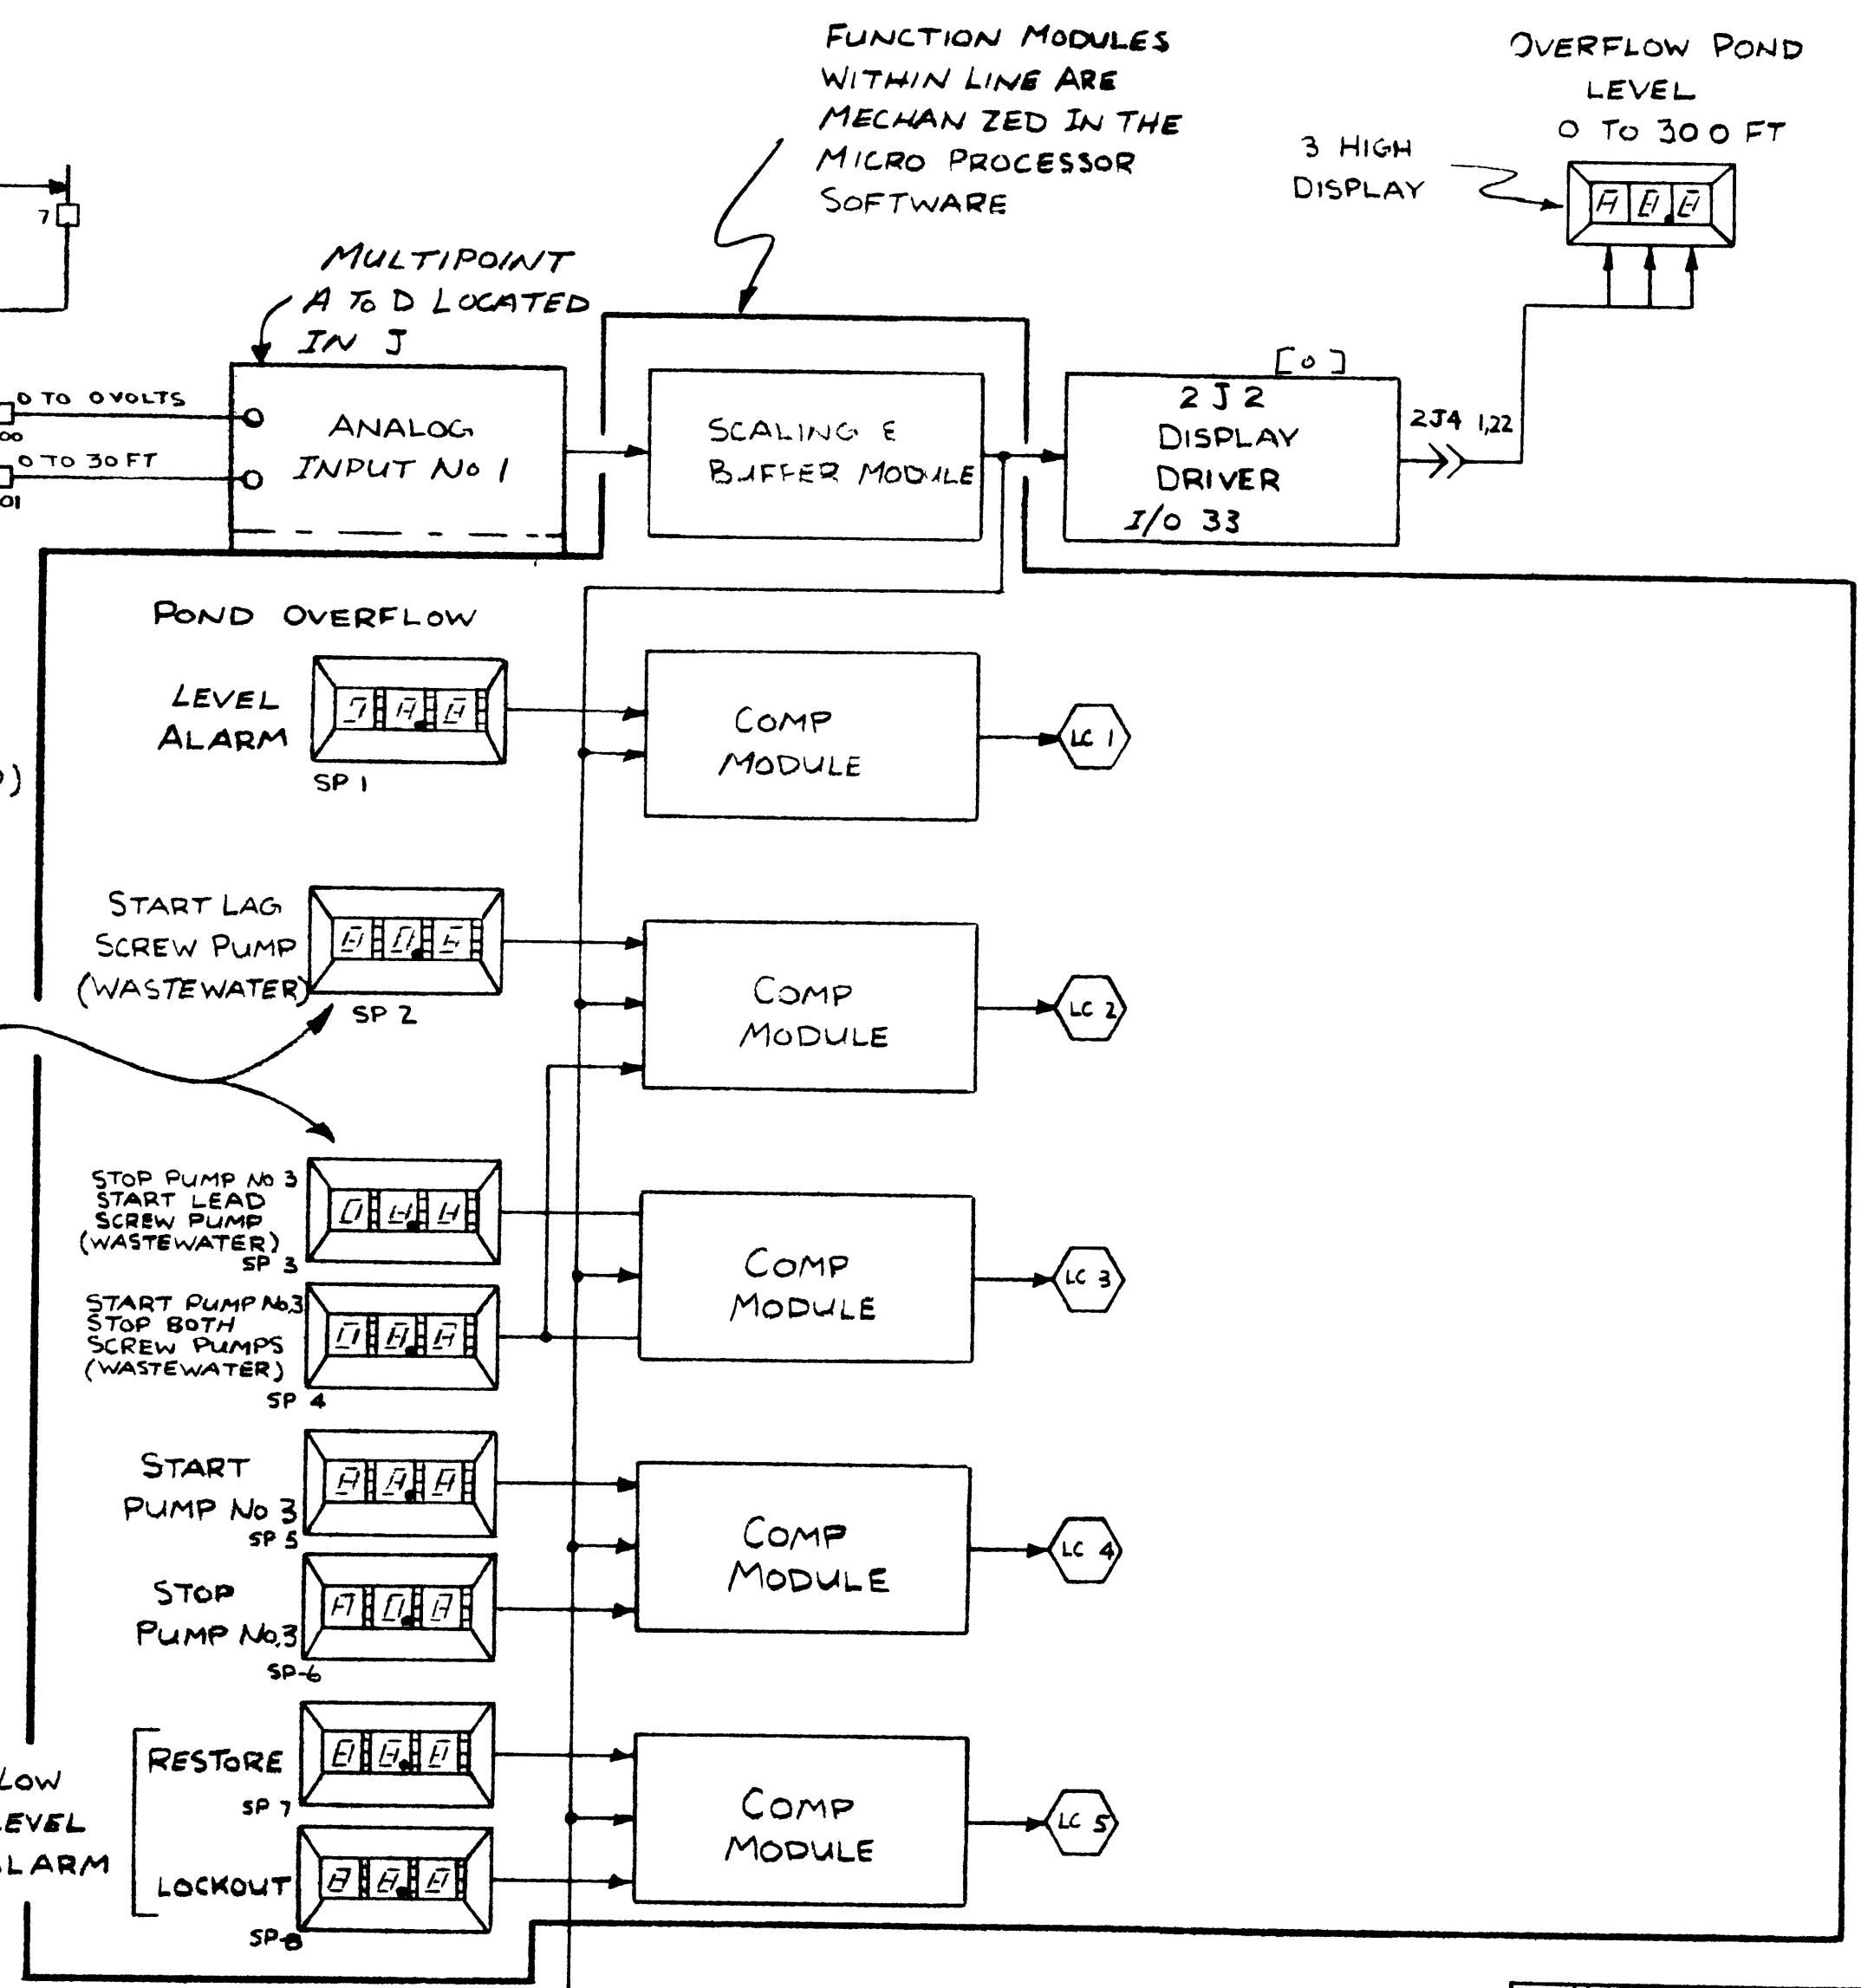 FUNCTION MODULES
WITHIN LINE ARE
MECHAN ZED IN THE
MICRO PROCESSOR
SOFTWARE
OVERFLOW POND
LEVEL
0 TO 30 0 FT
3 HIGH
DISPLAY
7
MULTIPOINT
A TO D LOCATED
IN J
0 TO 0 VOLTS
00
0 TO 30 FT
01
ANALOG
INPUT No 1
SCALING &
BUFFER MODULE
[0]
2 J 2
DISPLAY
DRIVER
I/O 33
2J4 1,22
POND OVERFLOW
LEVEL
ALARM
SP 1
COMP
MODULE
LC 1
)
START LAG
SCREW PUMP
(WASTEWATER)
SP 2
COMP
MODULE
LC 2
STOP PUMP No 3
START LEAD
SCREW PUMP
(WASTEWATER)
SP 3
START PUMP No.3
STOP BOTH
SCREW PUMPS
(WASTEWATER)
SP 4
COMP
MODULE
LC 3
START
PUMP No 3
SP 5
STOP
PUMP No.3
SP-6
COMP
MODULE
LC 4
LOW
LEVEL
ALARM
RESTORE
SP 7
LOCKOUT
SP-8
COMP
MODULE
LC 5